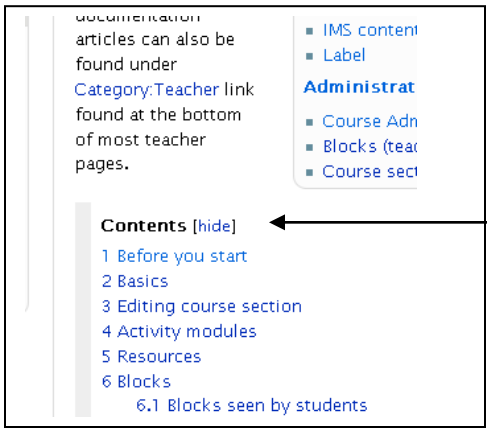 documentation
articles can also be
found under
Category:Teacher link
found at the bottom
of most teacher
pages.
IMS content
Label
Administrat
Course Adm
Blocks (teac
Course sect
Contents [hide]
1 Before you start
2 Basics
3 Editing course section
4 Activity modules
5 Resources
6 Blocks
6.1 Blocks seen by students